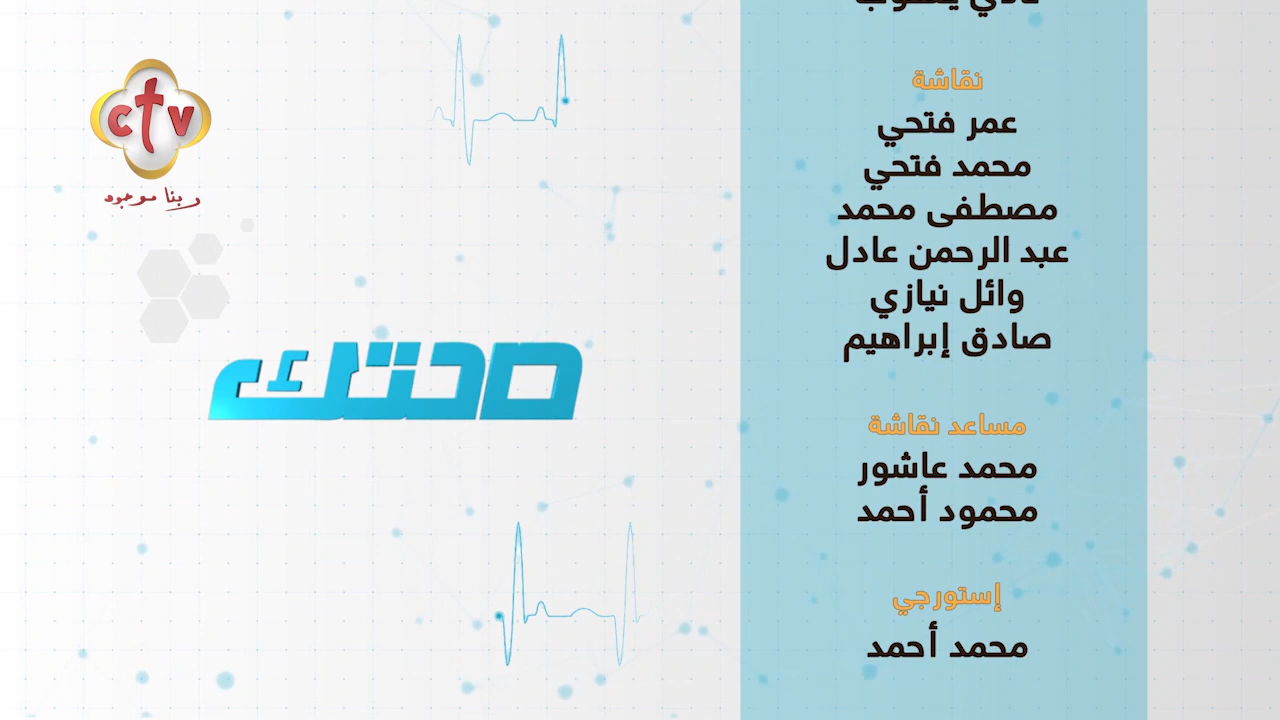 ctv
ربنا موجود
صحتك
نقاشة
عمر فتحي
محمد فتحي
مصطفى محمد
عبد الرحمن عادل
وائل نيازي
صادق إبراهيم
مساعد نقاشة
محمد عاشور
محمود أحمد
إستورجي
محمد أحمد